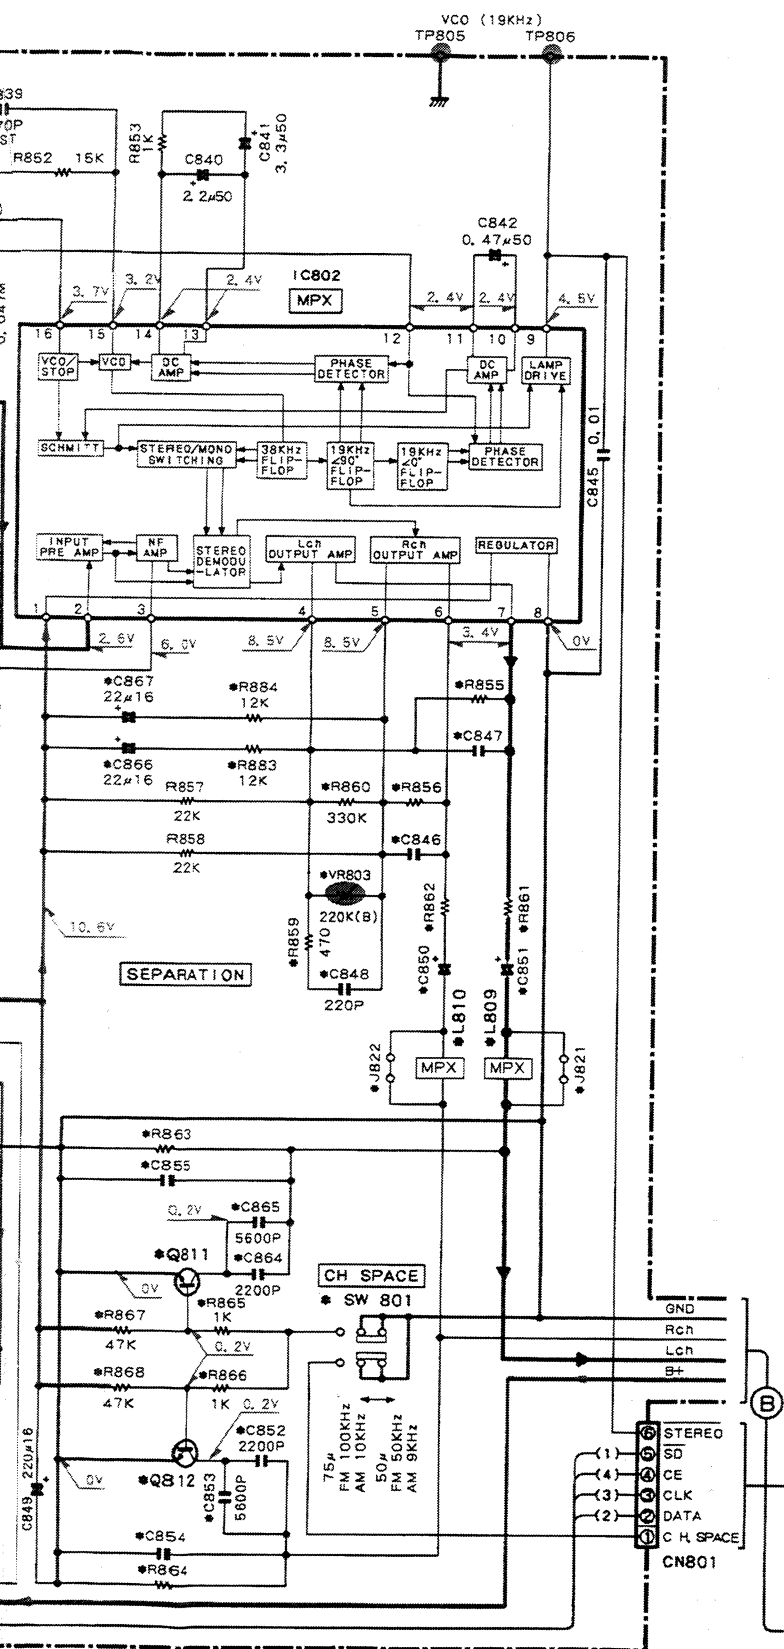 VCO (19KHz)
TP805
TP806
839
70P
ST
R852
15K
R853
1K
C840
2.2µ50
C841
3.3µ50
C842
0.47µ50
IC802
MPX
3.7V
3.2V
2.4V
2.4V
2.4V
4.5V
16
15
14
13
12
11
10
9
VCO/
STOP
VCO
DC
AMP
PHASE
DETECTOR
DC
AMP
LAMP
DRIVE
SCHMITT
STEREO/MONO
SWITCHING
38KHz
FLIP-
FLOP
19KHz
∠90°
FLIP-
FLOP
19KHz
∠0°
FLIP-
FLOP
PHASE
DETECTOR
C845 0.01
INPUT
PRE AMP
NF
AMP
STEREO
DEMODU
-LATOR
Lch
OUTPUT AMP
Rch
OUTPUT AMP
REGULATOR
1
2
3
4
5
6
7
8
2.6V
6.0V
8.5V
8.5V
3.4V
0V
*C867
22µ16
*R884
12K
*R855
*C866
22µ16
*R883
12K
*C847
R857
22K
*R860
330K
*R856
R858
22K
*C846
*VR803
220K(B)
*R859
470
*C848
220P
*R862
*R861
*C850
*C851
10.6V
SEPARATION
*L810
*L809
*J822
MPX
MPX
*J821
*R863
*C855
0.2V
*C865
5600P
*C864
2200P
*Q811
0V
*R865
1K
*R867
47K
0.2V
*R868
47K
*R866
1K
CH SPACE
* SW 801
GND
Rch
Lch
B+
B
0.2V
*C852
2200P
*Q812
0V
*C853
5600P
C849 220µ16
*C854
*R864
75µ
FM 100KHz
AM 10KHz
50µ
FM 50KHz
AM 9KHz
6 STEREO
(1) 5 SD
(4) 4 CE
(3) 3 CLK
(2) 2 DATA
1 CH. SPACE
CN801